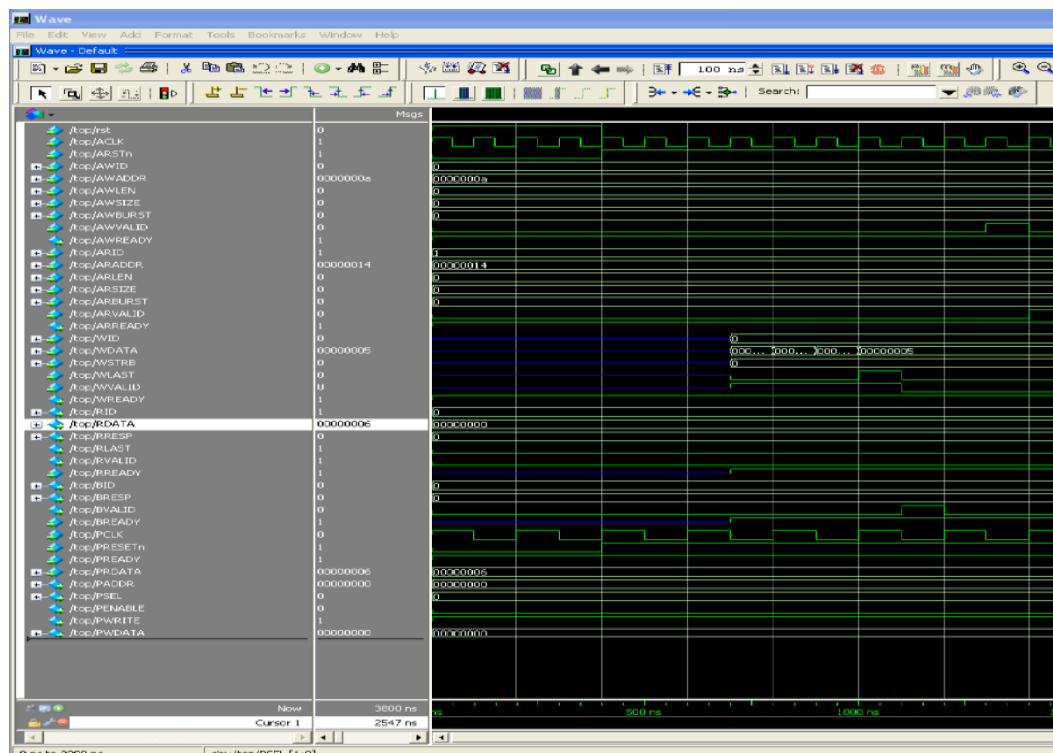 Wave
File Edit View Add Format Tools Bookmarks Window Help
Wave - Default
100 ns
Search:
Msgs
/top/rst 0
/top/ACLK 1
/top/ARSTn 1
/top/AWID 0 0
/top/AWADDR 0000000a 0000000a
/top/AWLEN 0 0
/top/AWSIZE 0 0
/top/AWBURST 0 0
/top/AWVALID 0
/top/AWREADY 1
/top/ARID 1 1
/top/ARADDR 00000014 00000014
/top/ARLEN 0 0
/top/ARSIZE 0 0
/top/ARBURST 0 0
/top/ARVALID 0
/top/ARREADY 1
/top/WID 0 0
/top/WDATA 00000005 000... 000... 000... 00000005
/top/WSTRB 0 0
/top/WLAST 0
/top/WVALID U
/top/WREADY 1
/top/RID 1 0
/top/RDATA 00000006 00000000
/top/RRESP 0 0
/top/RLAST 1
/top/RVALID 1
/top/RREADY 1
/top/BID 0 0
/top/BRESP 0 0
/top/BVALID 0
/top/BREADY 1
/top/PCLK 0
/top/PRESETn 1
/top/PREADY 1
/top/PRDATA 00000006 00000006
/top/PADDR 00000000 00000000
/top/PSEL 0 0
/top/PENABLE 0
/top/PWRITE 1
/top/PWDATA 00000000 00000000
Now 3800 ns ns 500 ns 1000 ns
Cursor 1 2547 ns